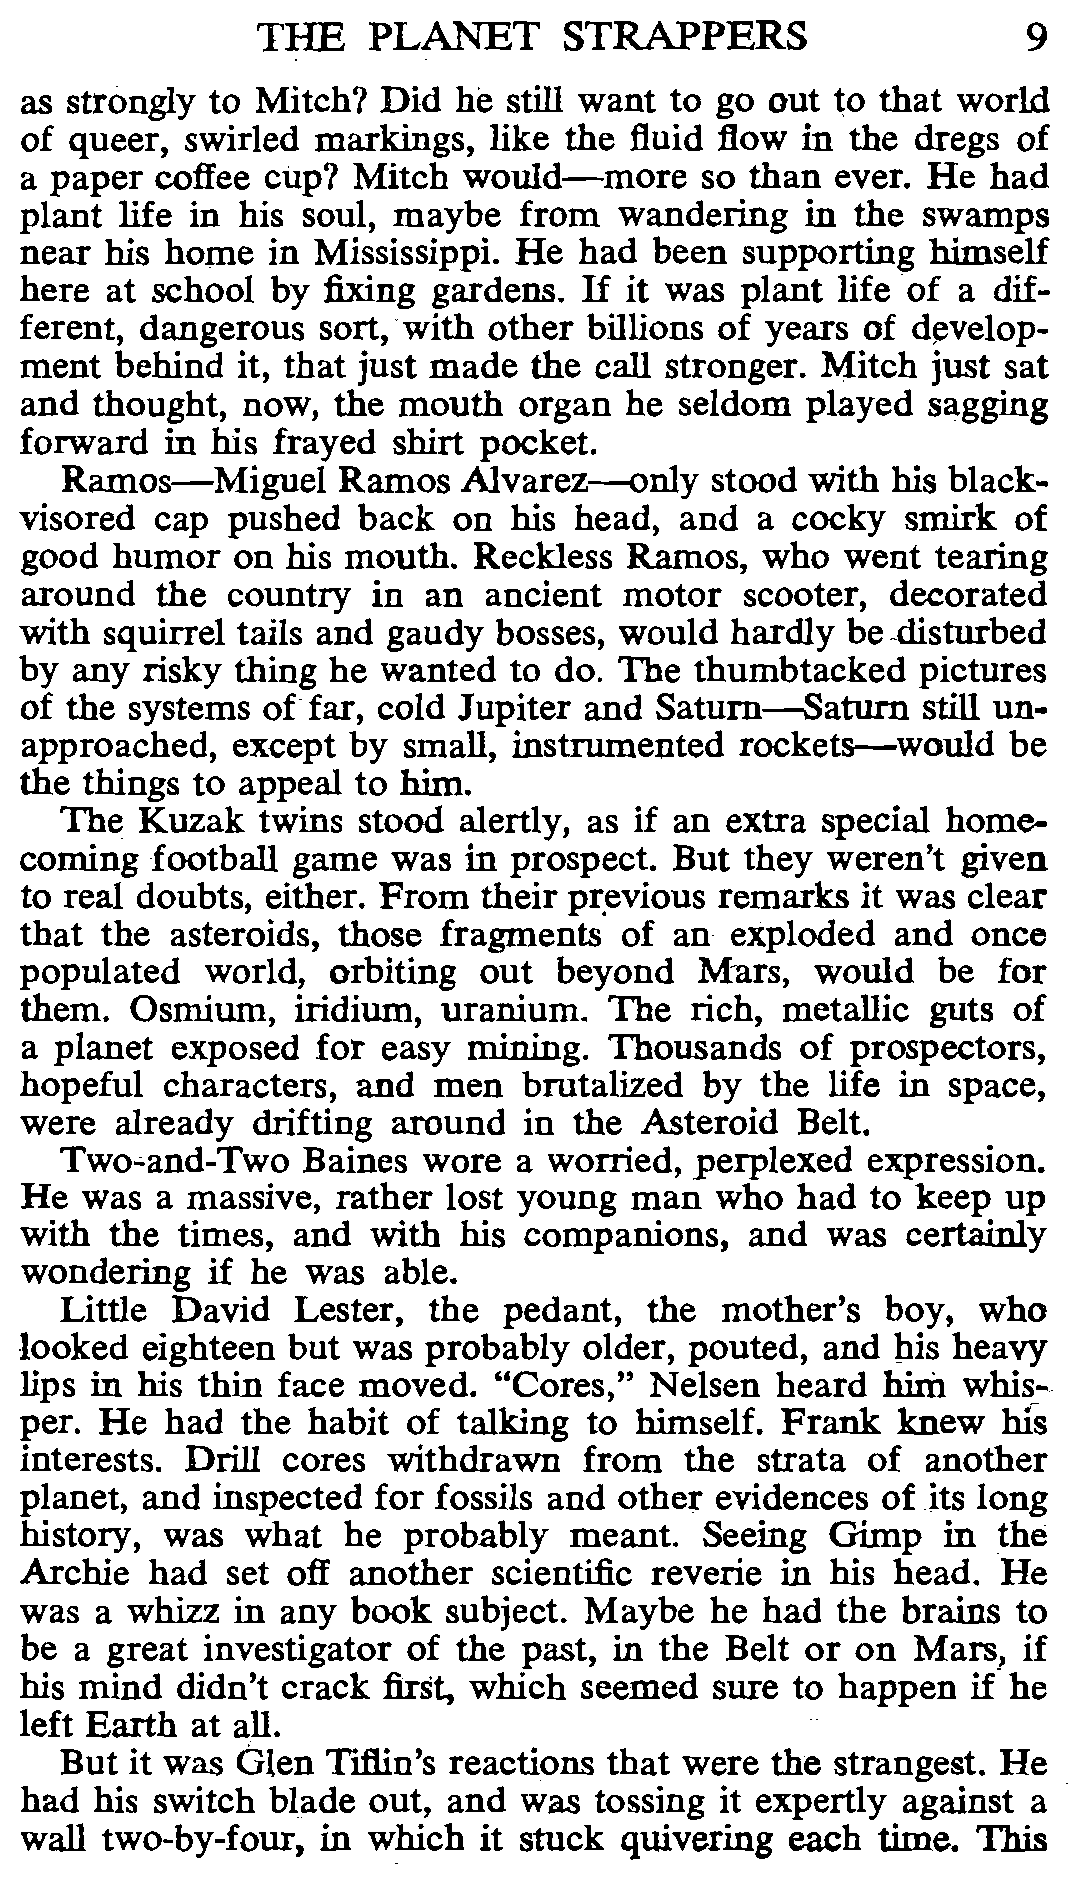 THE PLANET STRAPPERS 9
as strongly to Mitch? Did he still want to go out to that world
of queer, swirled markings, like the fluid flow in the dregs of
a paper coffee cup? Mitch would—more so than ever. He had
plant life in his soul, maybe from wandering in the swamps
near his home in Mississippi. He had been supporting himself
here at school by fixing gardens. If it was plant life of a dif-
ferent, dangerous sort, with other billions of years of develop-
ment behind it, that just made the call stronger. Mitch just sat
and thought, now, the mouth organ he seldom played sagging
forward in his frayed shirt pocket.
Ramos—Miguel Ramos Alvarez—only stood with his black-
visored cap pushed back on his head, and a cocky smirk of
good humor on his mouth. Reckless Ramos, who went tearing
around the country in an ancient motor scooter, decorated
with squirrel tails and gaudy bosses, would hardly be disturbed
by any risky thing he wanted to do. The thumbtacked pictures
of the systems of far, cold Jupiter and Saturn—Saturn still un-
approached, except by small, instrumented rockets—would be
the things to appeal to him.
The Kuzak twins stood alertly, as if an extra special home-
coming football game was in prospect. But they weren't given
to real doubts, either. From their previous remarks it was clear
that the asteroids, those fragments of an exploded and once
populated world, orbiting out beyond Mars, would be for
them. Osmium, iridium, uranium. The rich, metallic guts of
a planet exposed for easy mining. Thousands of prospectors,
hopeful characters, and men brutalized by the life in space,
were already drifting around in the Asteroid Belt.
Two-and-Two Baines wore a worried, perplexed expression.
He was a massive, rather lost young man who had to keep up
with the times, and with his companions, and was certainly
wondering if he was able.
Little David Lester, the pedant, the mother's boy, who
looked eighteen but was probably older, pouted, and his heavy
lips in his thin face moved. "Cores," Nelsen heard him whis-
per. He had the habit of talking to himself. Frank knew his
interests. Drill cores withdrawn from the strata of another
planet, and inspected for fossils and other evidences of its long
history, was what he probably meant. Seeing Gimp in the
Archie had set off another scientific reverie in his head. He
was a whizz in any book subject. Maybe he had the brains to
be a great investigator of the past, in the Belt or on Mars, if
his mind didn't crack first, which seemed sure to happen if he
left Earth at all.
But it was Glen Tiflin's reactions that were the strangest. He
had his switch blade out, and was tossing it expertly against a
wall two-by-four, in which it stuck quivering each time. This